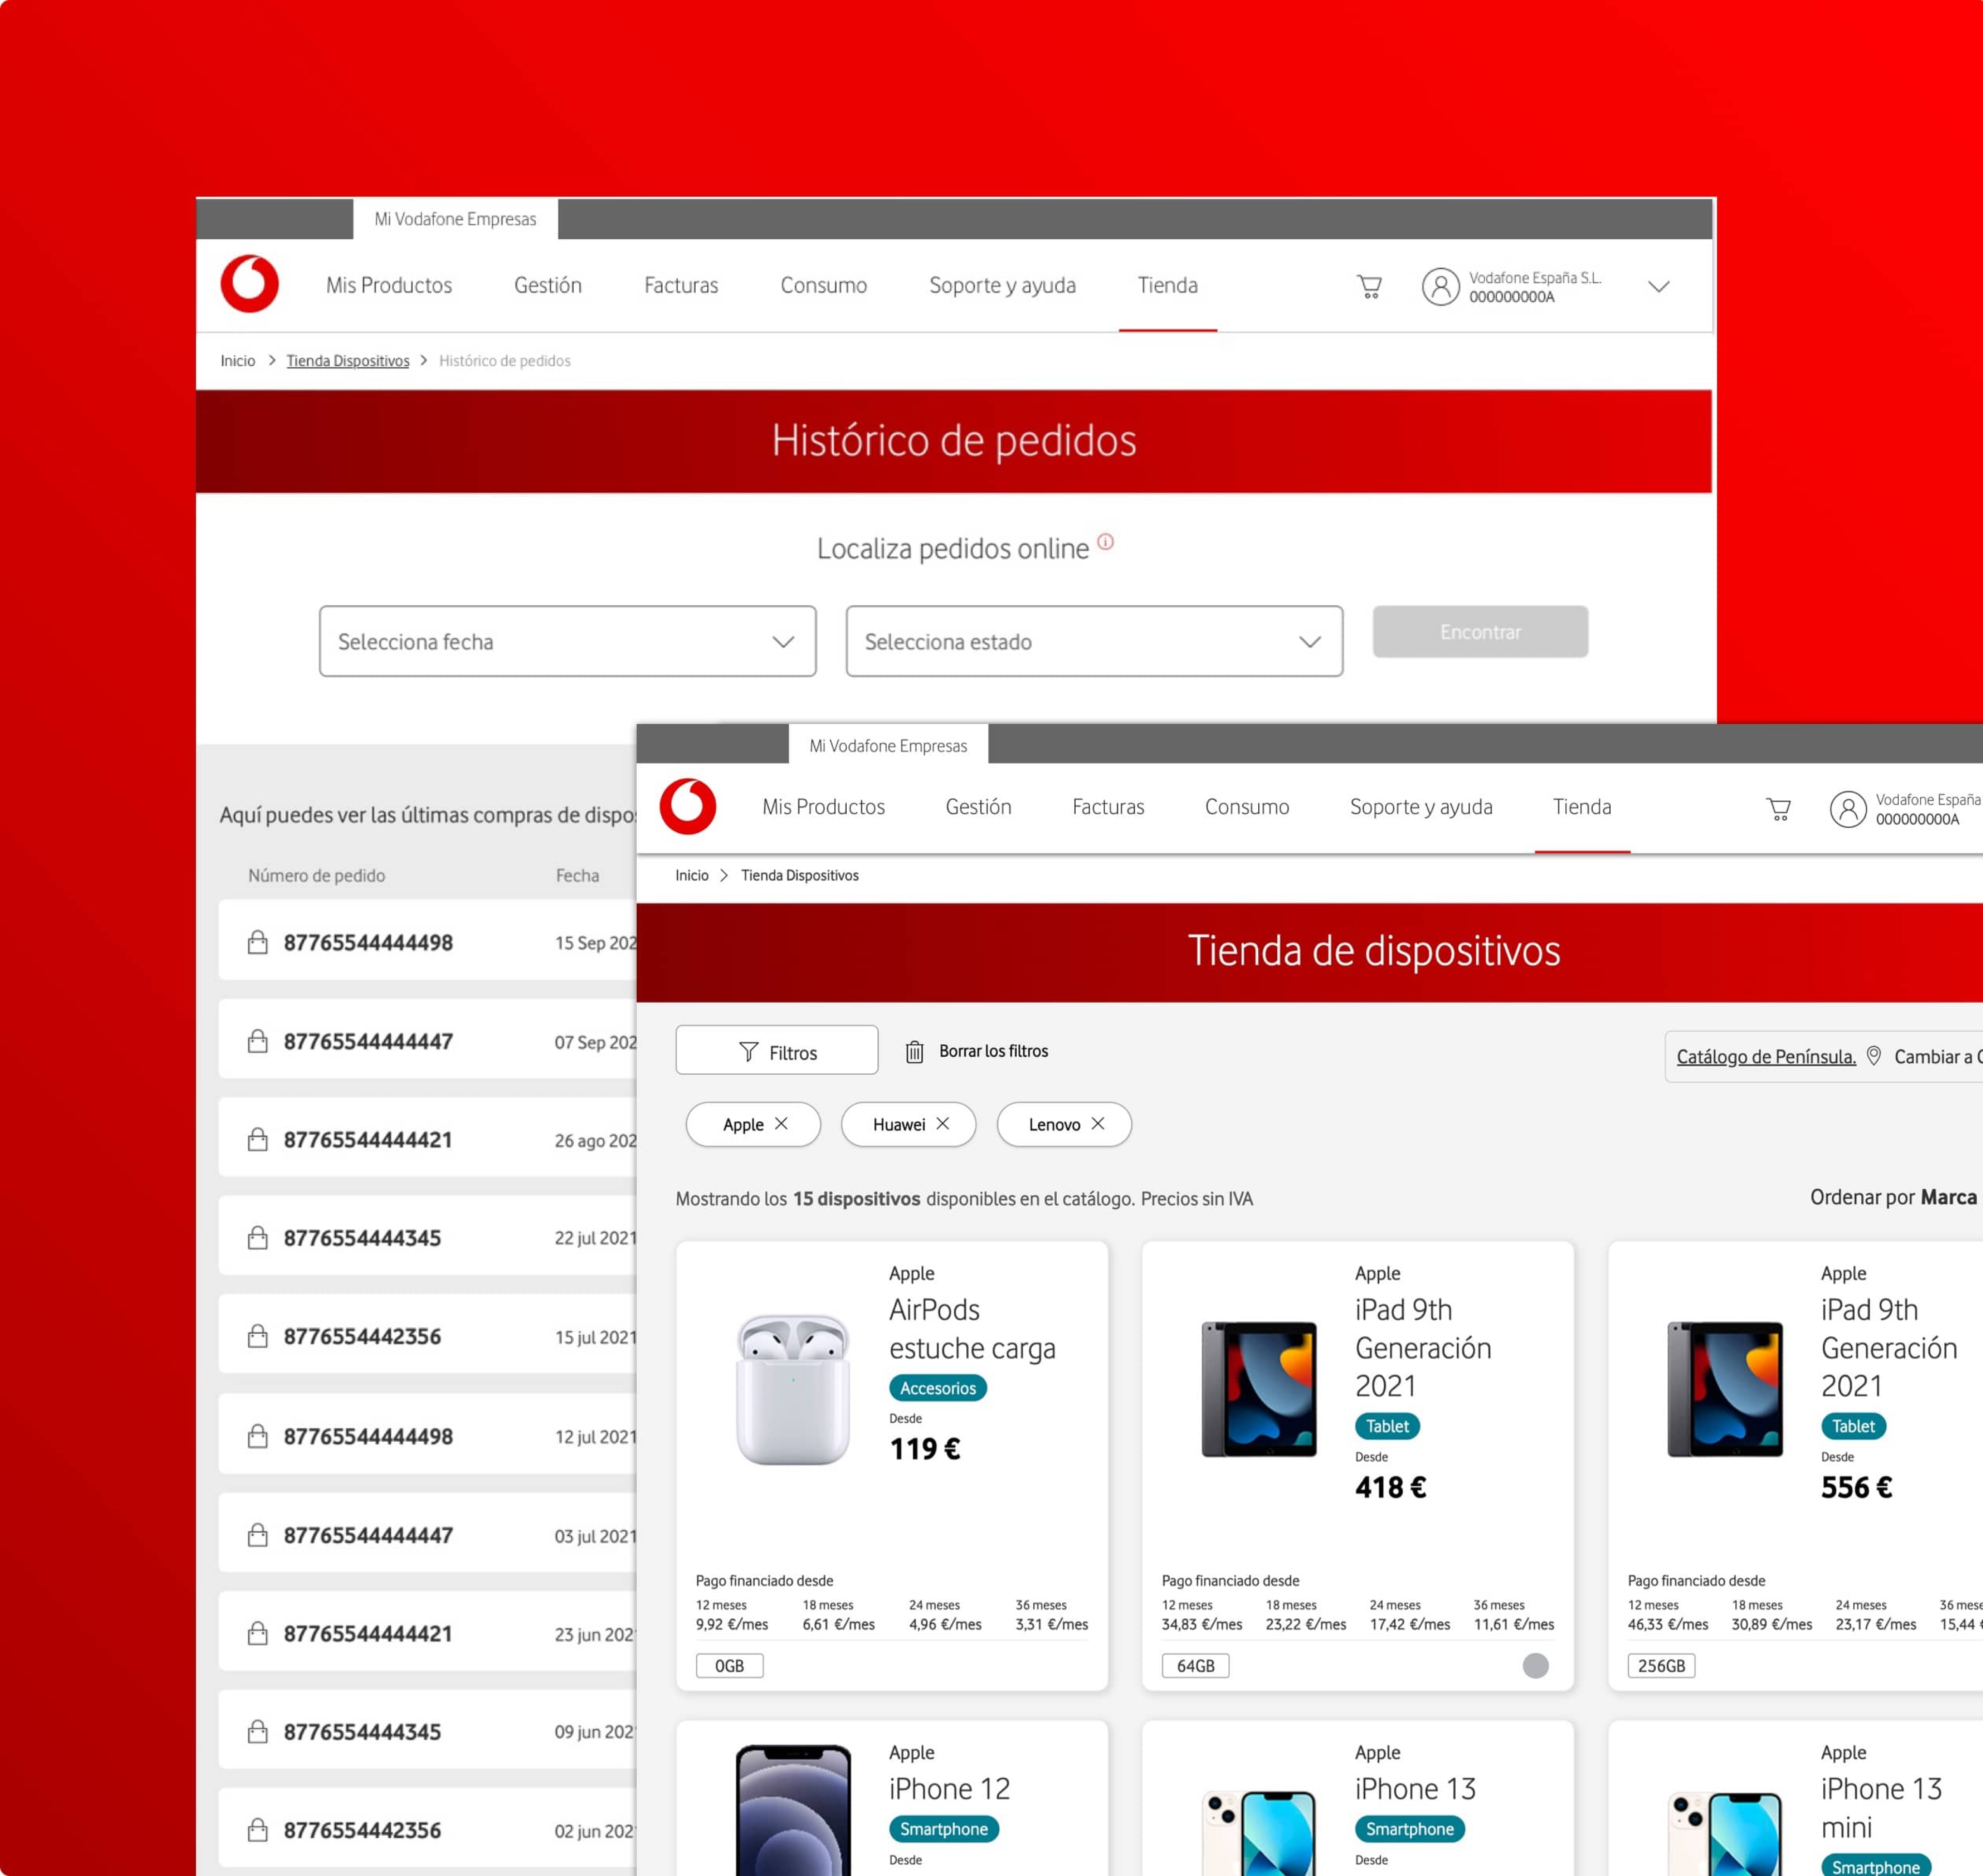 Mi Vodafone Empresas
Mis Productos Gestión Facturas Consumo Soporte y ayuda Tienda
Vodafone España S.L.
000000000A
Inicio > Tienda Dispositivos > Histórico de pedidos
Histórico de pedidos
Localiza pedidos online
Selecciona fecha Selecciona estado Encontrar
Aquí puedes ver las últimas compras de dispo
Número de pedido Fecha
87765544444498 15 Sep 202
87765544444447 07 Sep 202
87765544444421 26 ago 202
8776554444345 22 jul 2021
8776554442356 15 jul 2021
87765544444498 12 jul 2021
87765544444447 03 jul 2021
87765544444421 23 jun 202
8776554444345 09 jun 202
8776554442356 02 jun 202
Mi Vodafone Empresas
Mis Productos Gestión Facturas Consumo Soporte y ayuda Tienda
Vodafone España
000000000A
Inicio > Tienda Dispositivos
Tienda de dispositivos
Filtros Borrar los filtros
Catálogo de Península. Cambiar a
Apple Huawei Lenovo
Mostrando los 15 dispositivos disponibles en el catálogo. Precios sin IVA
Ordenar por Marca
Apple
AirPods
estuche carga
Accesorios
Desde
119 €
Pago financiado desde
12 meses 18 meses 24 meses 36 meses
9,92 €/mes 6,61 €/mes 4,96 €/mes 3,31 €/mes
0GB
Apple
iPad 9th
Generación
2021
Tablet
Desde
418 €
Pago financiado desde
12 meses 18 meses 24 meses 36 meses
34,83 €/mes 23,22 €/mes 17,42 €/mes 11,61 €/mes
64GB
Apple
iPad 9th
Generación
2021
Tablet
Desde
556 €
Pago financiado desde
12 meses 18 meses 24 meses 36 mes
46,33 €/mes 30,89 €/mes 23,17 €/mes 15,44
256GB
Apple
iPhone 12
Smartphone
Desde
Apple
iPhone 13
Smartphone
Desde
Apple
iPhone 13
mini
Smartphone